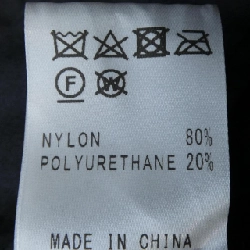 F W
NYLON 80%
POLYURETHANE 20%
MADE IN CHINA